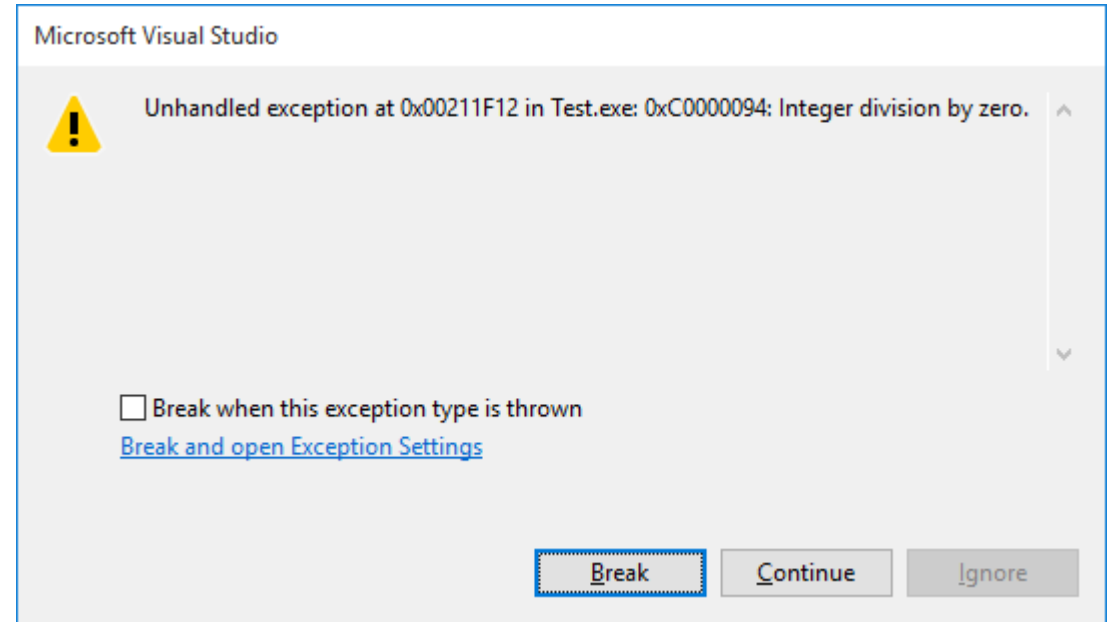 Microsoft Visual Studio
Unhandled exception at 0x00211F12 in Test.exe: 0xC0000094: Integer division by zero.
Break when this exception type is thrown
Break and open Exception Settings
Break Continue Ignore